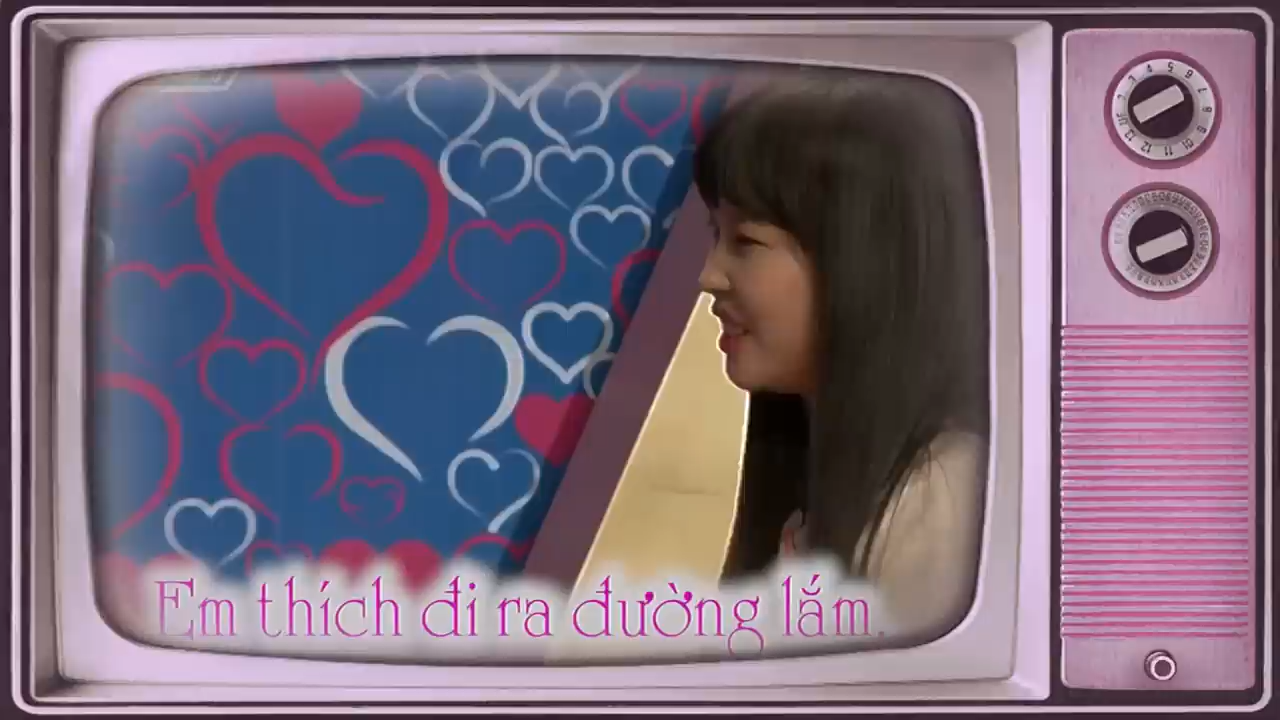 Em thích đi ra đường lắm.